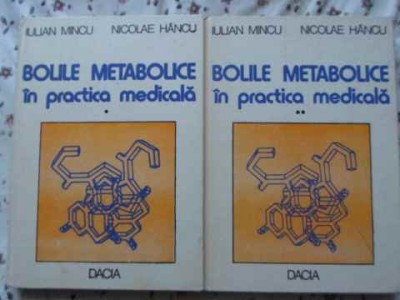 IULIAN MINCU NICOLAE HÂNCU
BOLILE METABOLICE
în practica medicală
*
DACIA
IULIAN MINCU NICOLAE HÂNCU
BOLILE METABOLICE
în practica medicală
**
DACIA